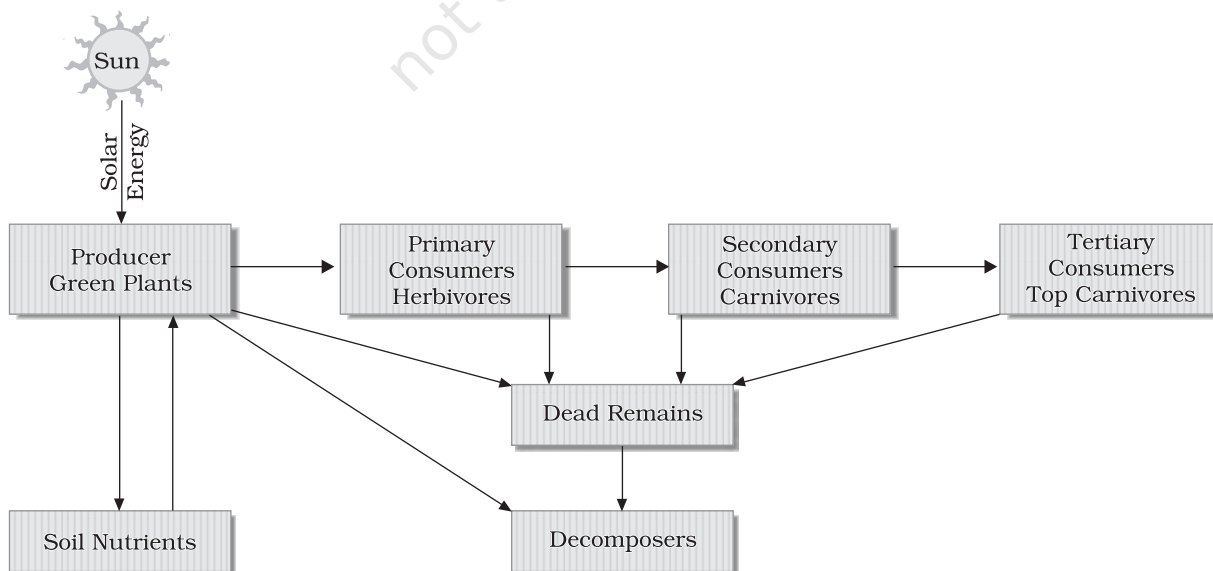 not
Sun
Solar
Energy
Producer
Green Plants
Primary
Consumers
Herbivores
Secondary
Consumers
Carnivores
Tertiary
Consumers
Top Carnivores
Dead Remains
Soil Nutrients
Decomposers